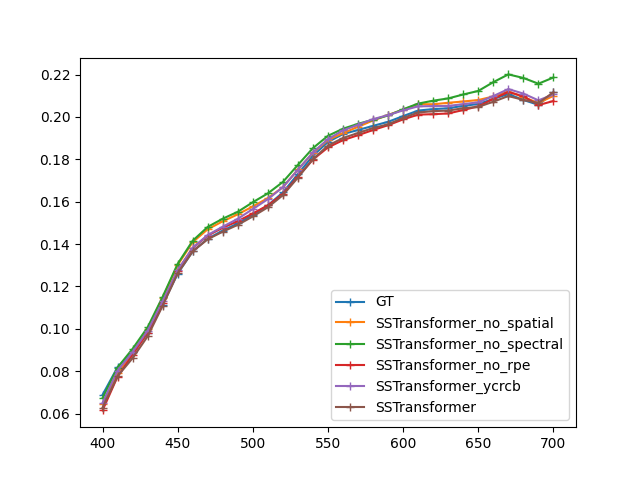 0.22
0.20
0.18
0.16
0.14
0.12
0.10
0.08
0.06
400 450 500 550 600 650 700
GT
SSTransformer_no_spatial
SSTransformer_no_spectral
SSTransformer_no_rpe
SSTransformer_ycrcb
SSTransformer